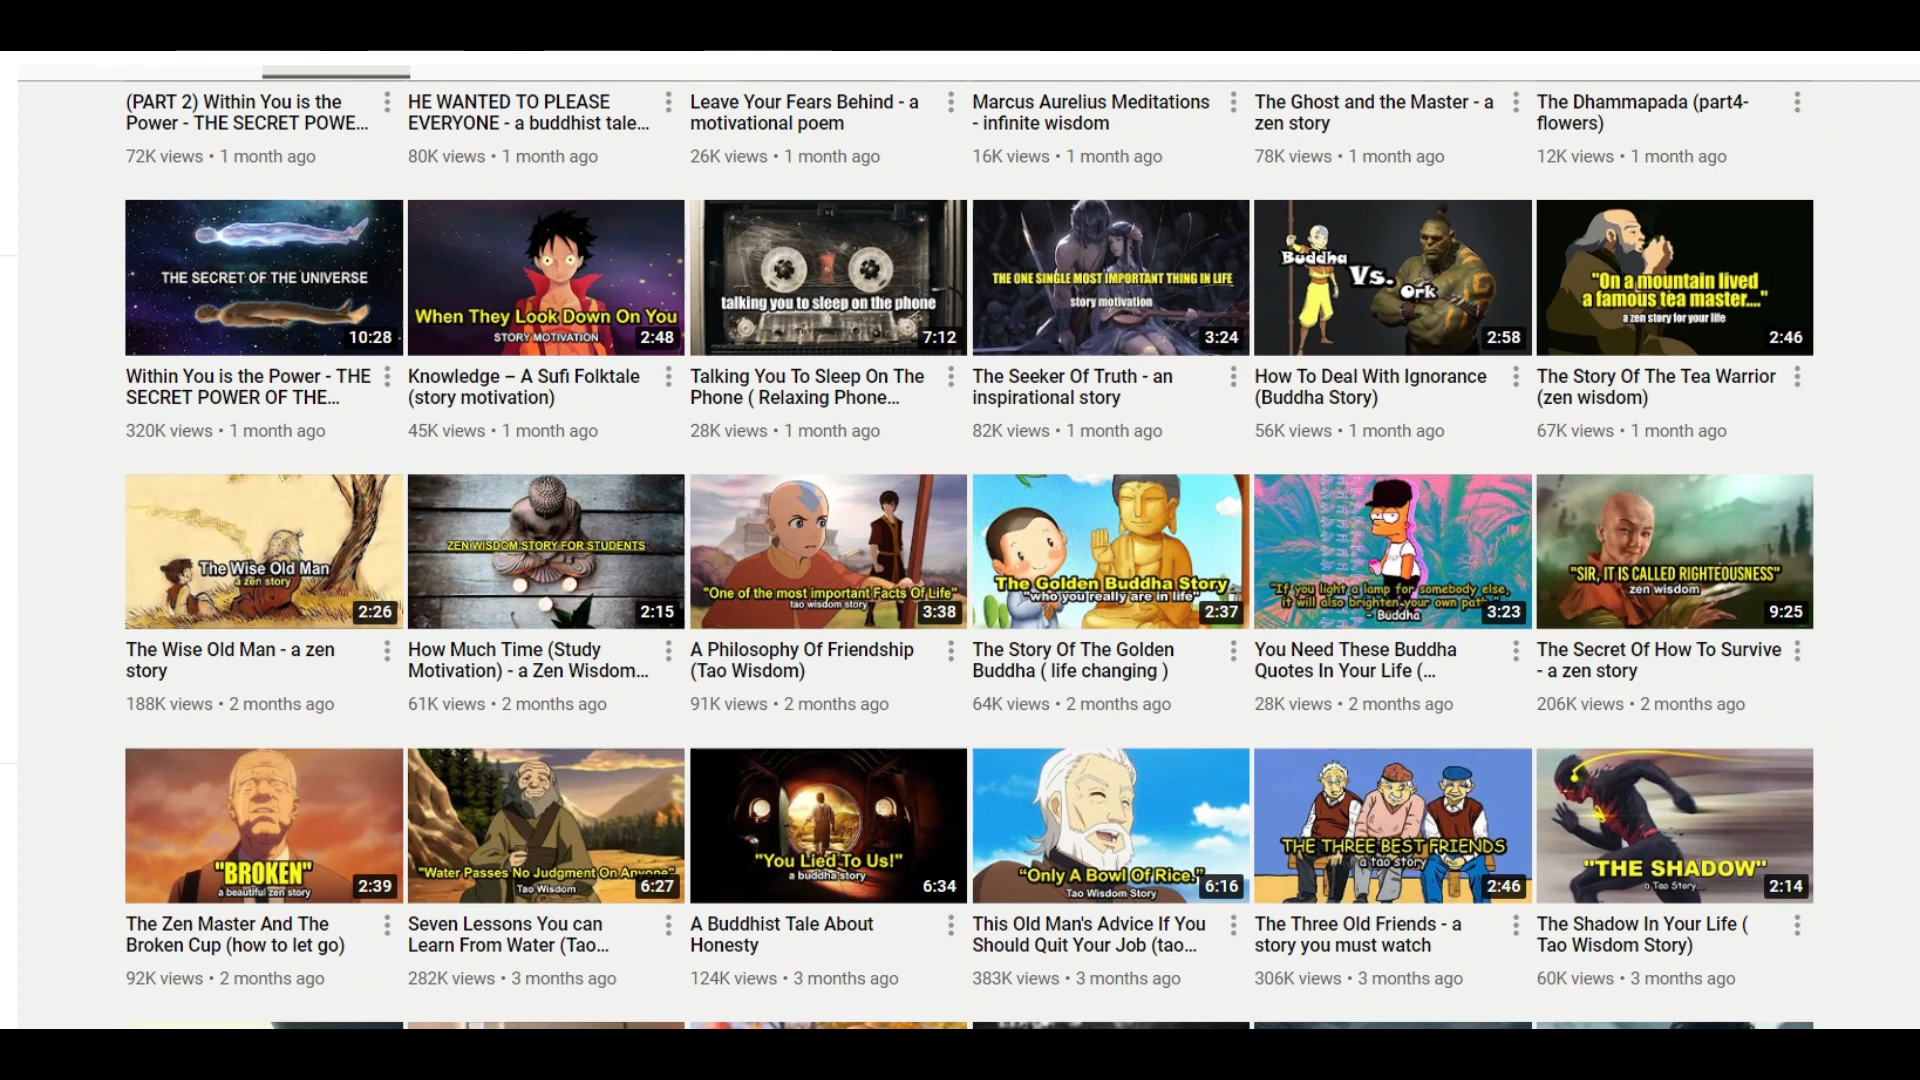 (PART 2) Within You is the
Power - THE SECRET POWE...
72K views • 1 month ago
HE WANTED TO PLEASE
EVERYONE - a buddhist tale...
80K views • 1 month ago
Leave Your Fears Behind - a
motivational poem
26K views • 1 month ago
Marcus Aurelius Meditations
- infinite wisdom
16K views • 1 month ago
The Ghost and the Master - a
zen story
78K views • 1 month ago
The Dhammapada (part4-
flowers)
12K views • 1 month ago
THE SECRET OF THE UNIVERSE
10:28
Within You is the Power - THE
SECRET POWER OF THE...
320K views • 1 month ago
When They Look Down On You
STORY MOTIVATION
2:48
Knowledge – A Sufi Folktale
(story motivation)
45K views • 1 month ago
talking you to sleep on the phone
7:12
Talking You To Sleep On The
Phone ( Relaxing Phone...
28K views • 1 month ago
THE ONE SINGLE MOST IMPORTANT THING IN LIFE
story motivation
3:24
The Seeker Of Truth - an
inspirational story
82K views • 1 month ago
Buddha
Vs.
Ork
2:58
How To Deal With Ignorance
(Buddha Story)
56K views • 1 month ago
"On a mountain lived
a famous tea master...."
a zen story for your life
2:46
The Story Of The Tea Warrior
(zen wisdom)
67K views • 1 month ago
The Wise Old Man
a zen story
2:26
The Wise Old Man - a zen
story
188K views • 2 months ago
ZEN WISDOM STORY FOR STUDENTS
2:15
How Much Time (Study
Motivation) - a Zen Wisdom...
61K views • 2 months ago
"One of the most important Facts Of Life"
tao wisdom story
3:38
A Philosophy Of Friendship
(Tao Wisdom)
91K views • 2 months ago
The Golden Buddha Story
"who you really are in life"
2:37
The Story Of The Golden
Buddha ( life changing )
64K views • 2 months ago
"If you light a lamp for somebody else,
it will also brighten your own path."
- Buddha
3:23
You Need These Buddha
Quotes In Your Life (...
28K views • 2 months ago
"SIR, IT IS CALLED RIGHTEOUSNESS"
zen wisdom
9:25
The Secret Of How To Survive
- a zen story
206K views • 2 months ago
"BROKEN"
a beautiful zen story
2:39
The Zen Master And The
Broken Cup (how to let go)
92K views • 2 months ago
"Water Passes No Judgment On Anyone"
Tao Wisdom
6:27
Seven Lessons You can
Learn From Water (Tao...
282K views • 3 months ago
"You Lied To Us!"
a buddha story
6:34
A Buddhist Tale About
Honesty
124K views • 3 months ago
"Only A Bowl Of Rice."
Tao Wisdom Story
6:16
This Old Man's Advice If You
Should Quit Your Job (tao...
383K views • 3 months ago
THE THREE BEST FRIENDS
a tao story
2:46
The Three Old Friends - a
story you must watch
306K views • 3 months ago
"THE SHADOW"
a Tao Story....
2:14
The Shadow In Your Life (
Tao Wisdom Story)
60K views • 3 months ago